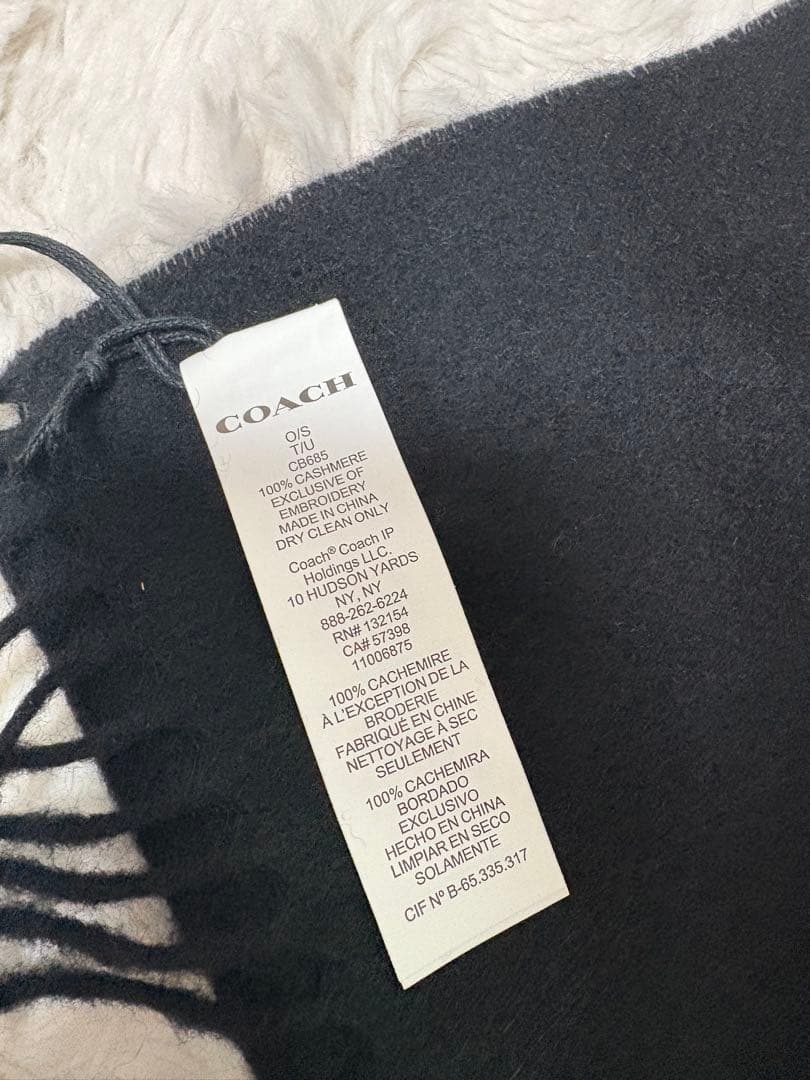 COACH
O/S
T/U
CB685
100% CASHMERE
EXCLUSIVE OF
EMBROIDERY
MADE IN CHINA
DRY CLEAN ONLY
Coach® Coach IP
Holdings LLC.
10 HUDSON YARDS
NY, NY
888-262-6224
RN# 132154
CA# 57398
11006875
100% CACHEMIRE
À L'EXCEPTION DE LA
BRODERIE
FABRIQUÉ EN CHINE
NETTOYAGE À SEC
SEULEMENT
100% CACHEMIRA
BORDADO
EXCLUSIVO
HECHO EN CHINA
LIMPIAR EN SECO
SOLAMENTE
CIF Nº B-65.335.317